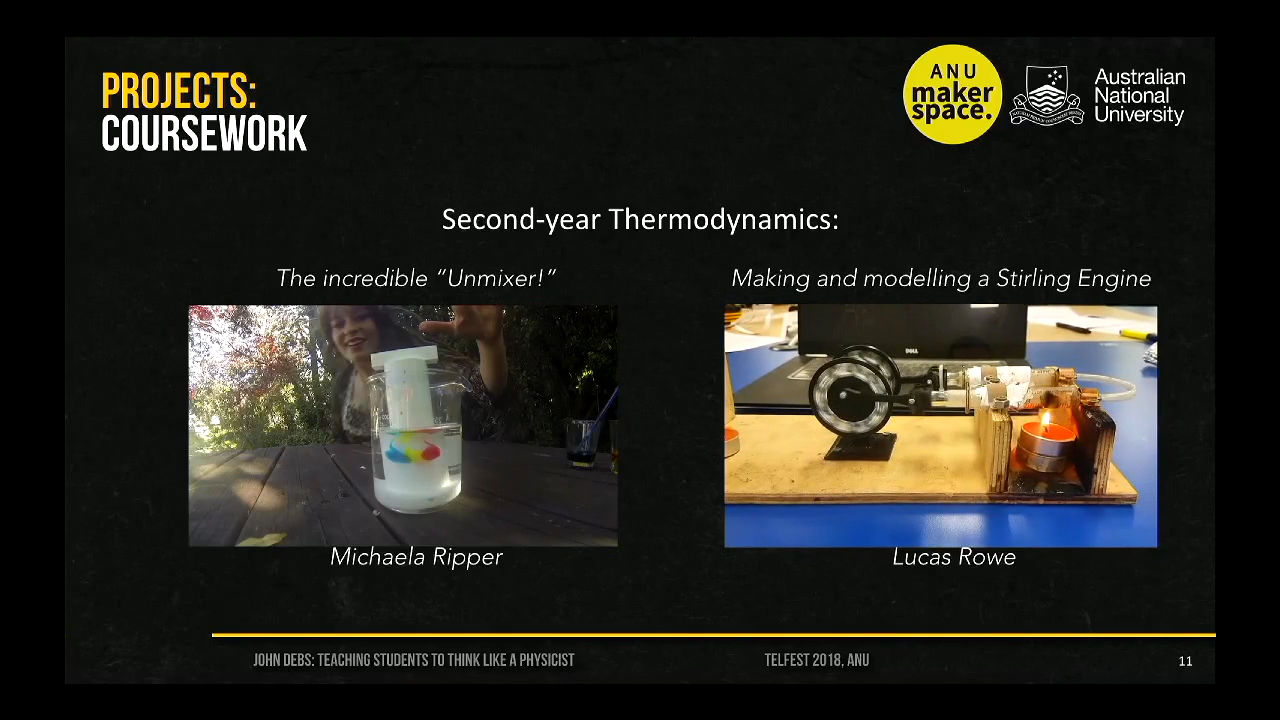 PROJECTS:
COURSEWORK
ANU
maker
space.
Australian
National
University
Second-year Thermodynamics:
The incredible “Unmixer!”
Making and modelling a Stirling Engine
DELL
Michaela Ripper
Lucas Rowe
JOHN DEBS: TEACHING STUDENTS TO THINK LIKE A PHYSICIST
TELFEST 2018, ANU
11